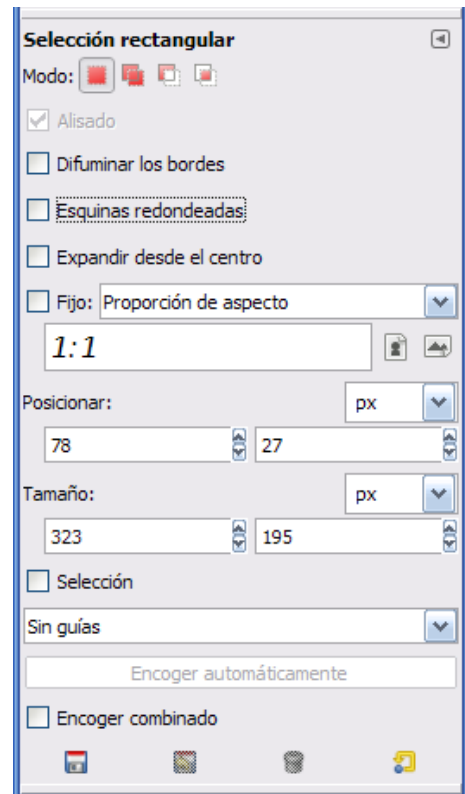 Selección rectangular
Modo:
Alisado
Difuminar los bordes
Esquinas redondeadas
Expandir desde el centro
Fijo: Proporción de aspecto
1:1
Posicionar: px
78 27
Tamaño: px
323 195
Selección
Sin guías
Encoger automáticamente
Encoger combinado